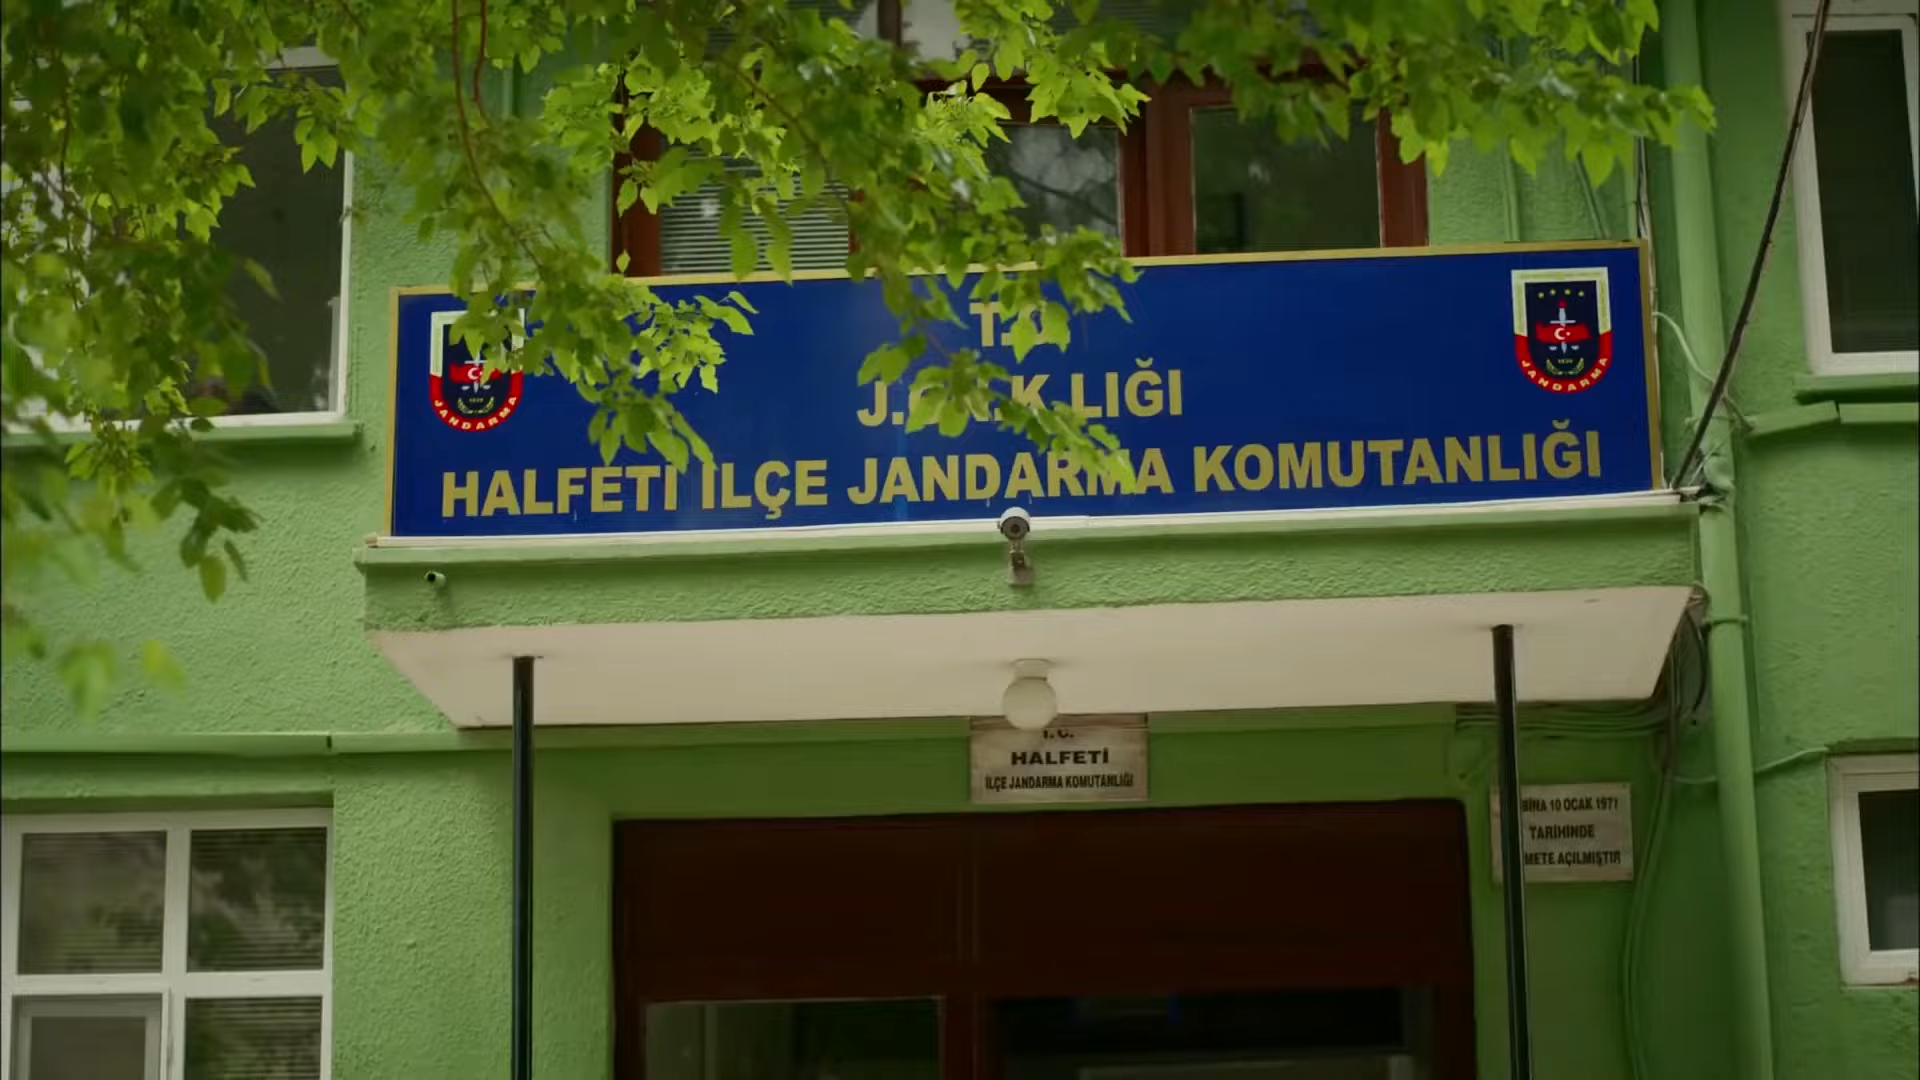 T.C.
J.G.N.K.LIĞI
HALFETİ İLÇE JANDARMA KOMUTANLIĞI
JANDARMA
JANDARMA
T.C.
HALFETİ
İLÇE JANDARMA KOMUTANLIĞI
BİNA 10 OCAK 1971
TARİHİNDE
AÇILMIŞTIR